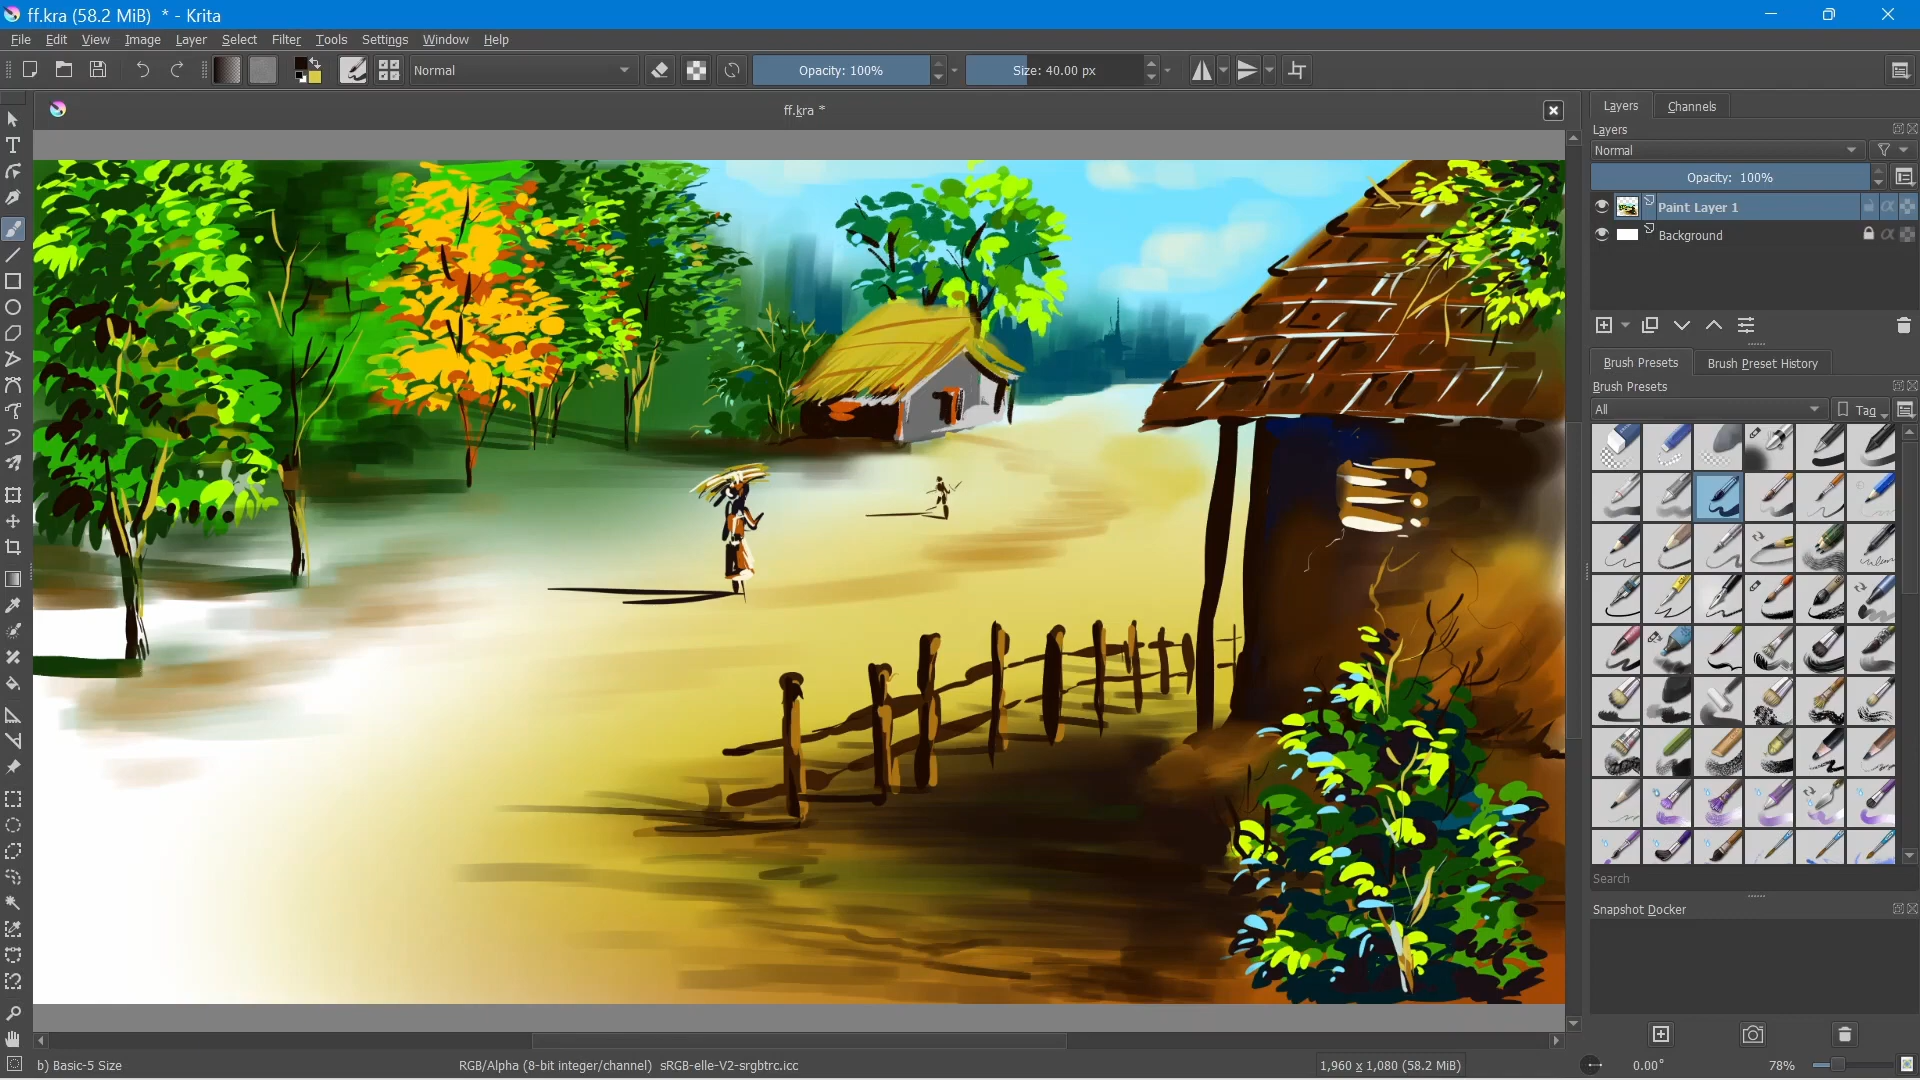 ff.kra (58.2 MiB) * - Krita
File Edit View Image Layer Select Filter Tools Settings Window Help
Normal
Opacity: 100%
Size: 40.00 px
ff.kra *
Layers Channels
Layers
Normal
Opacity: 100%
Paint Layer 1
Background
Brush Presets Brush Preset History
Brush Presets
All
Tag
Search
Snapshot Docker
b) Basic-5 Size
RGB/Alpha (8-bit integer/channel) sRGB-elle-V2-srgbtrc.icc
1,960 x 1,080 (58.2 MiB)
0.00°
78%